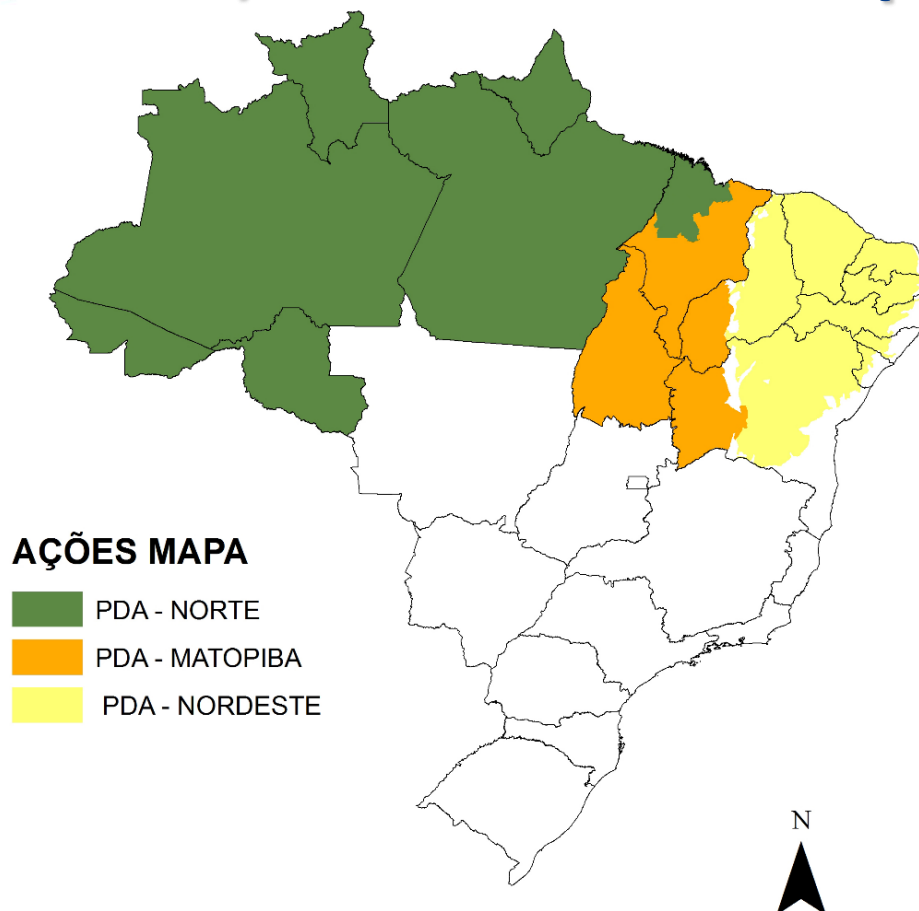 AÇÕES MAPA
PDA - NORTE
PDA - MATOPIBA
PDA - NORDESTE
N